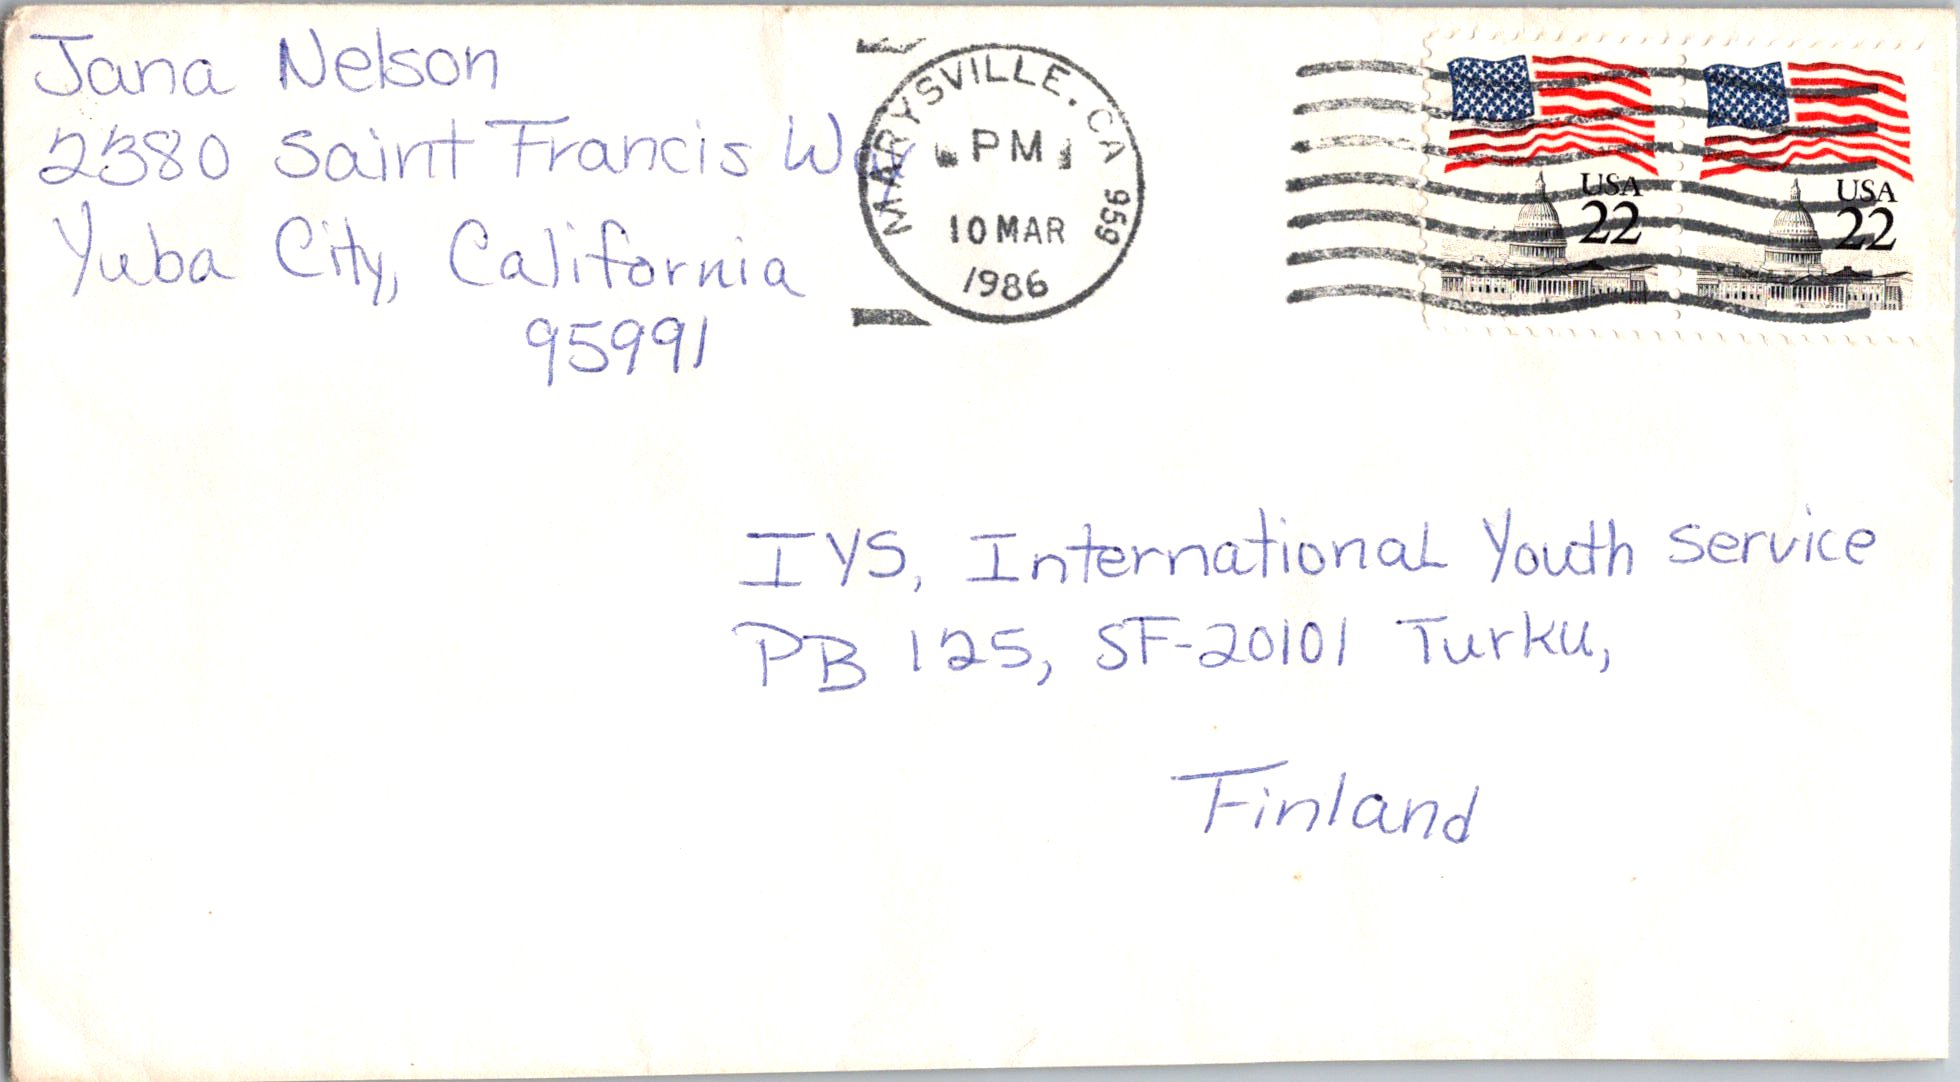 Jana Nelson
2380 Saint Francis Way
Yuba City, California
95991
MARYSVILLE, CA 959
PM
10 MAR
1986
USA
22
USA
22
IYS, International Youth Service
PB 125, SF-20101 Turku,
Finland